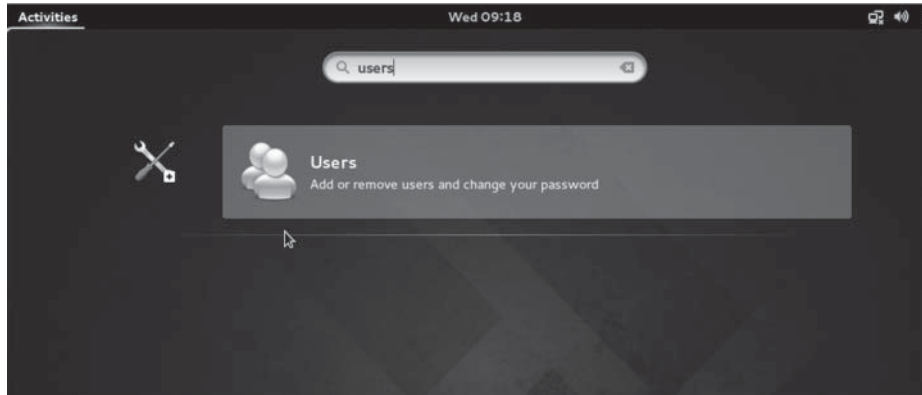 Activities
Wed 09:18
users
Users
Add or remove users and change your password